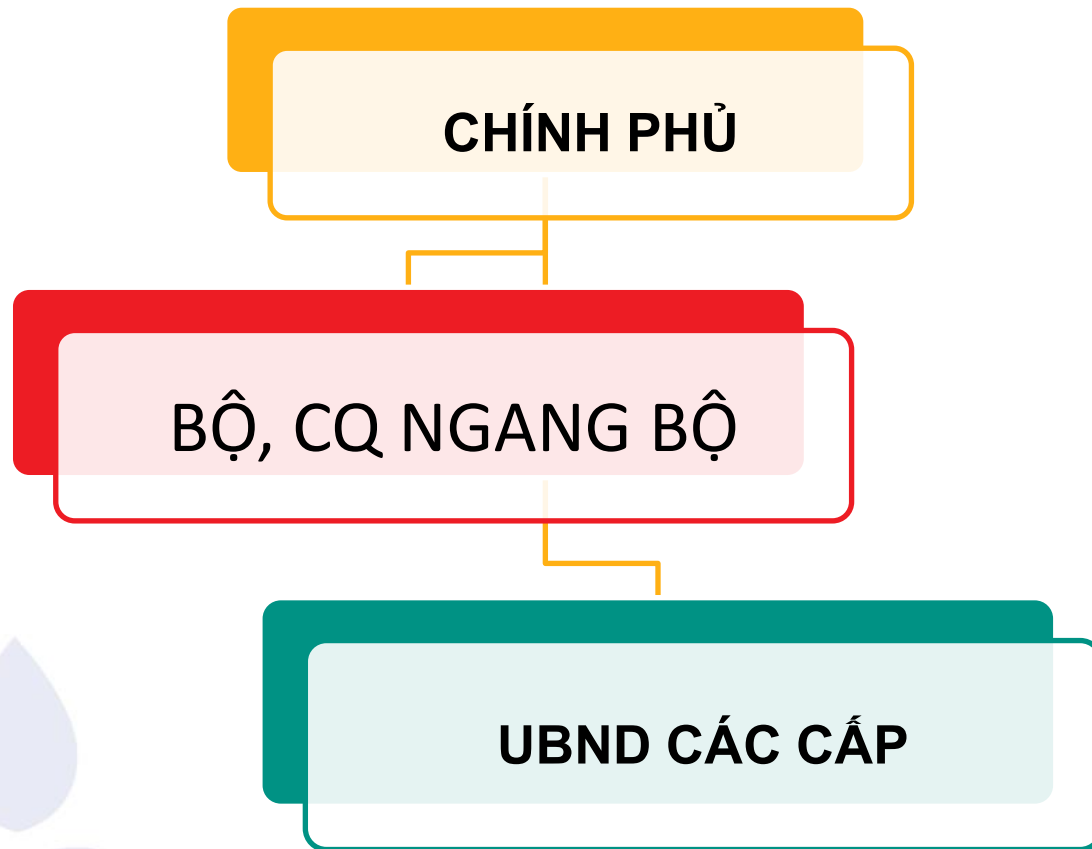 CHÍNH PHỦ
BỘ, CQ NGANG BỘ
UBND CÁC CẤP